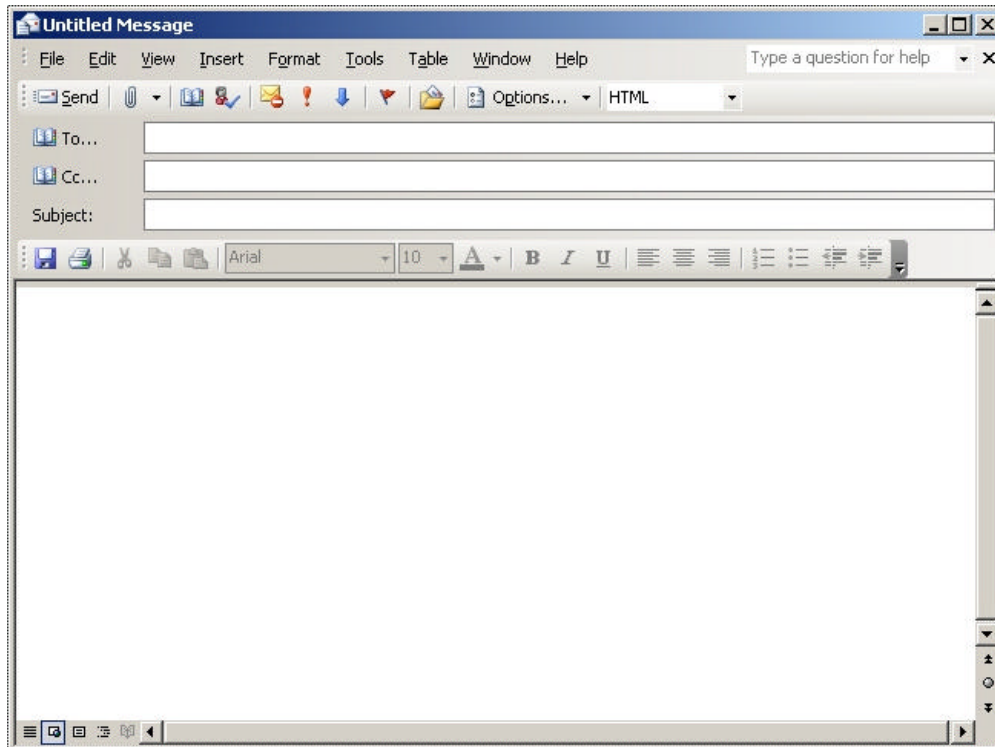 Untitled Message
File Edit View Insert Format Tools Table Window Help Type a question for help
Send Options... HTML
To...
Cc...
Subject:
Arial 10 A B I U